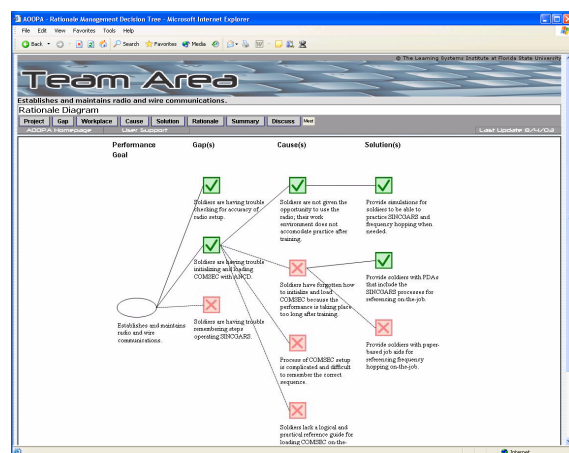 AOOPA - Rationale Management Decision Tree - Microsoft Internet Explorer
File Edit View Favorites Tools Help
Back Search Favorites Media
© The Learning Systems Institute at Florida State University
Team Area
Establishes and maintains radio and wire communications.
Rationale Diagram
Project Gap Workplace Cause Solution Rationale Summary Discuss Meet
AOOPA Homepage User Support Last Update 8/4/03
Performance Goal Gap(s) Cause(s) Solution(s)
Establishes and maintains
radio and wire
communications.
Soldiers are having trouble
checking for accuracy of
radio setup.
Soldiers are having trouble
initializing and loading
COMSEC with ANCD.
Soldiers are having trouble
remembering steps
operating SINCGARS.
Soldiers are not given the
opportunity to use the
radio; their work
environment does not
accomodate practice after
training.
Soldiers have forgotten how
to initialize and load
COMSEC because the
performance is taking place
too long after training.
Process of COMSEC setup
is complicated and difficult
to remember the correct
sequence.
Soldiers lack a logical and
practical reference guide for
loading COMSEC on-the-
Provide simulations for
soldiers to be able to
practice SINCGARS and
frequency hopping when
needed.
Provide soldiers with PDAs
that include the
SINCGARS processes for
referencing on-the-job.
Provide soldiers with paper-
based job aids for
referencing frequency
hopping on-the-job.
Internet